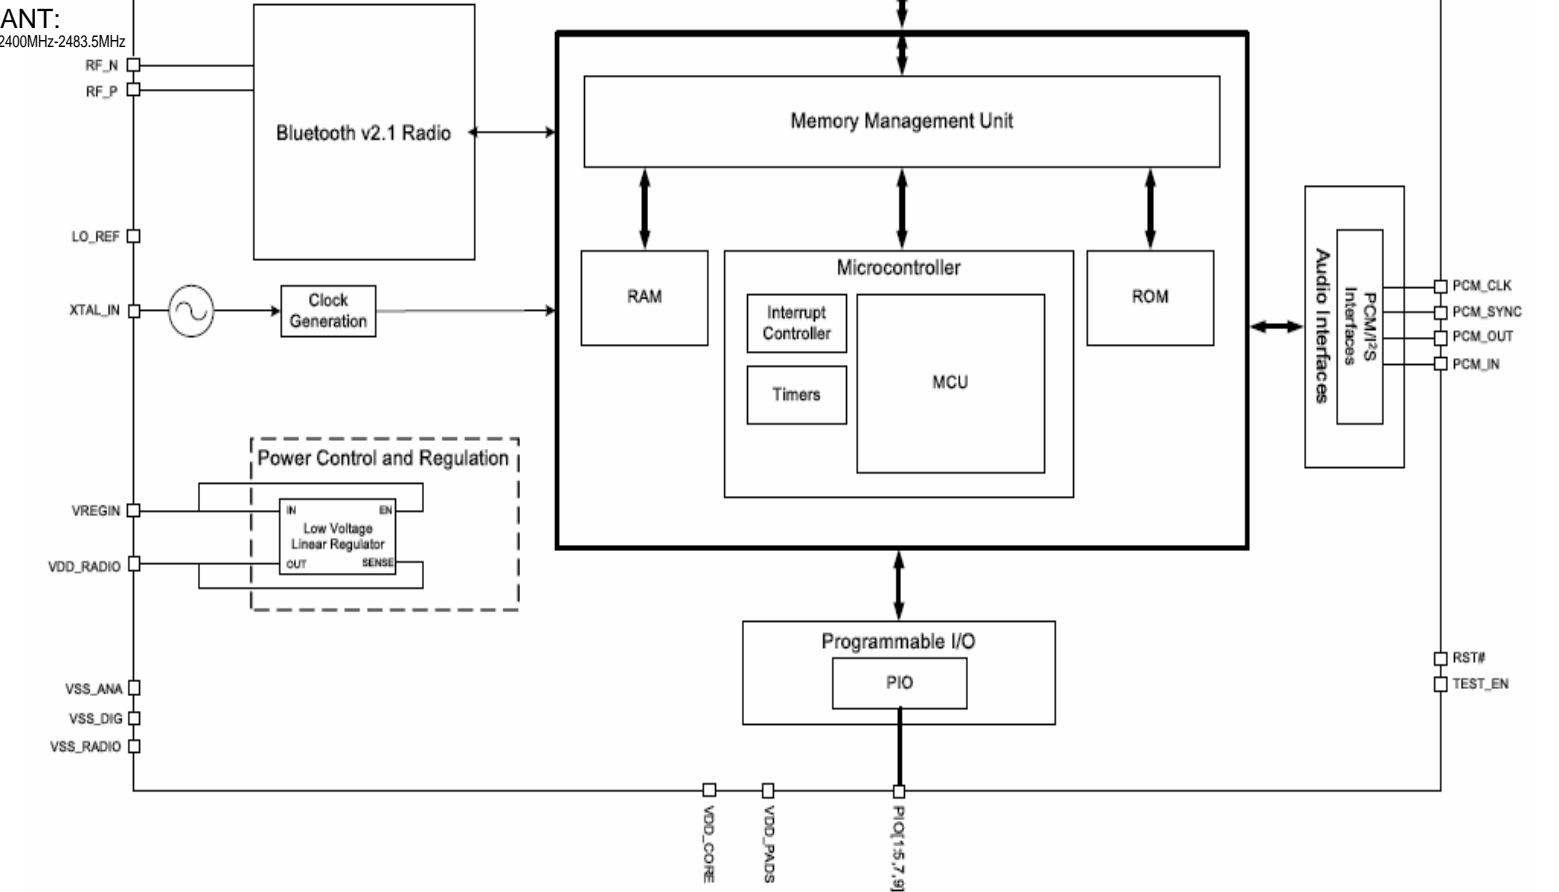 ANT:
2400MHz-2483.5MHz
RF_N
RF_P
Bluetooth v2.1 Radio
Memory Management Unit
LO_REF
XTAL_IN
Clock
Generation
RAM
Microcontroller
Interrupt
Controller
Timers
MCU
ROM
Audio Interfaces
PCM/I²S
Interfaces
PCM_CLK
PCM_SYNC
PCM_OUT
PCM_IN
Power Control and Regulation
VREGIN
IN
EN
Low Voltage
Linear Regulator
OUT
SENSE
VDD_RADIO
Programmable I/O
PIO
RST#
TEST_EN
VSS_ANA
VSS_DIG
VSS_RADIO
VDD_CORE
VDD_PADS
PIO[1:5,7,9]